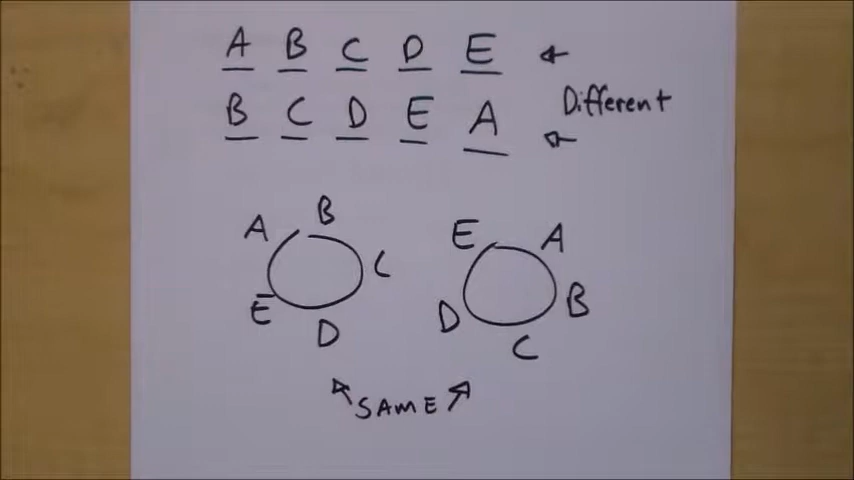 A B C D E
B C D E A
Different
A B C D E
E A B C D
SAME